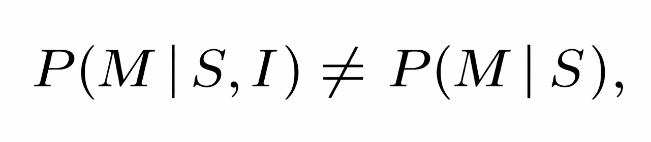 P(M | S, I) ≠ P(M | S),